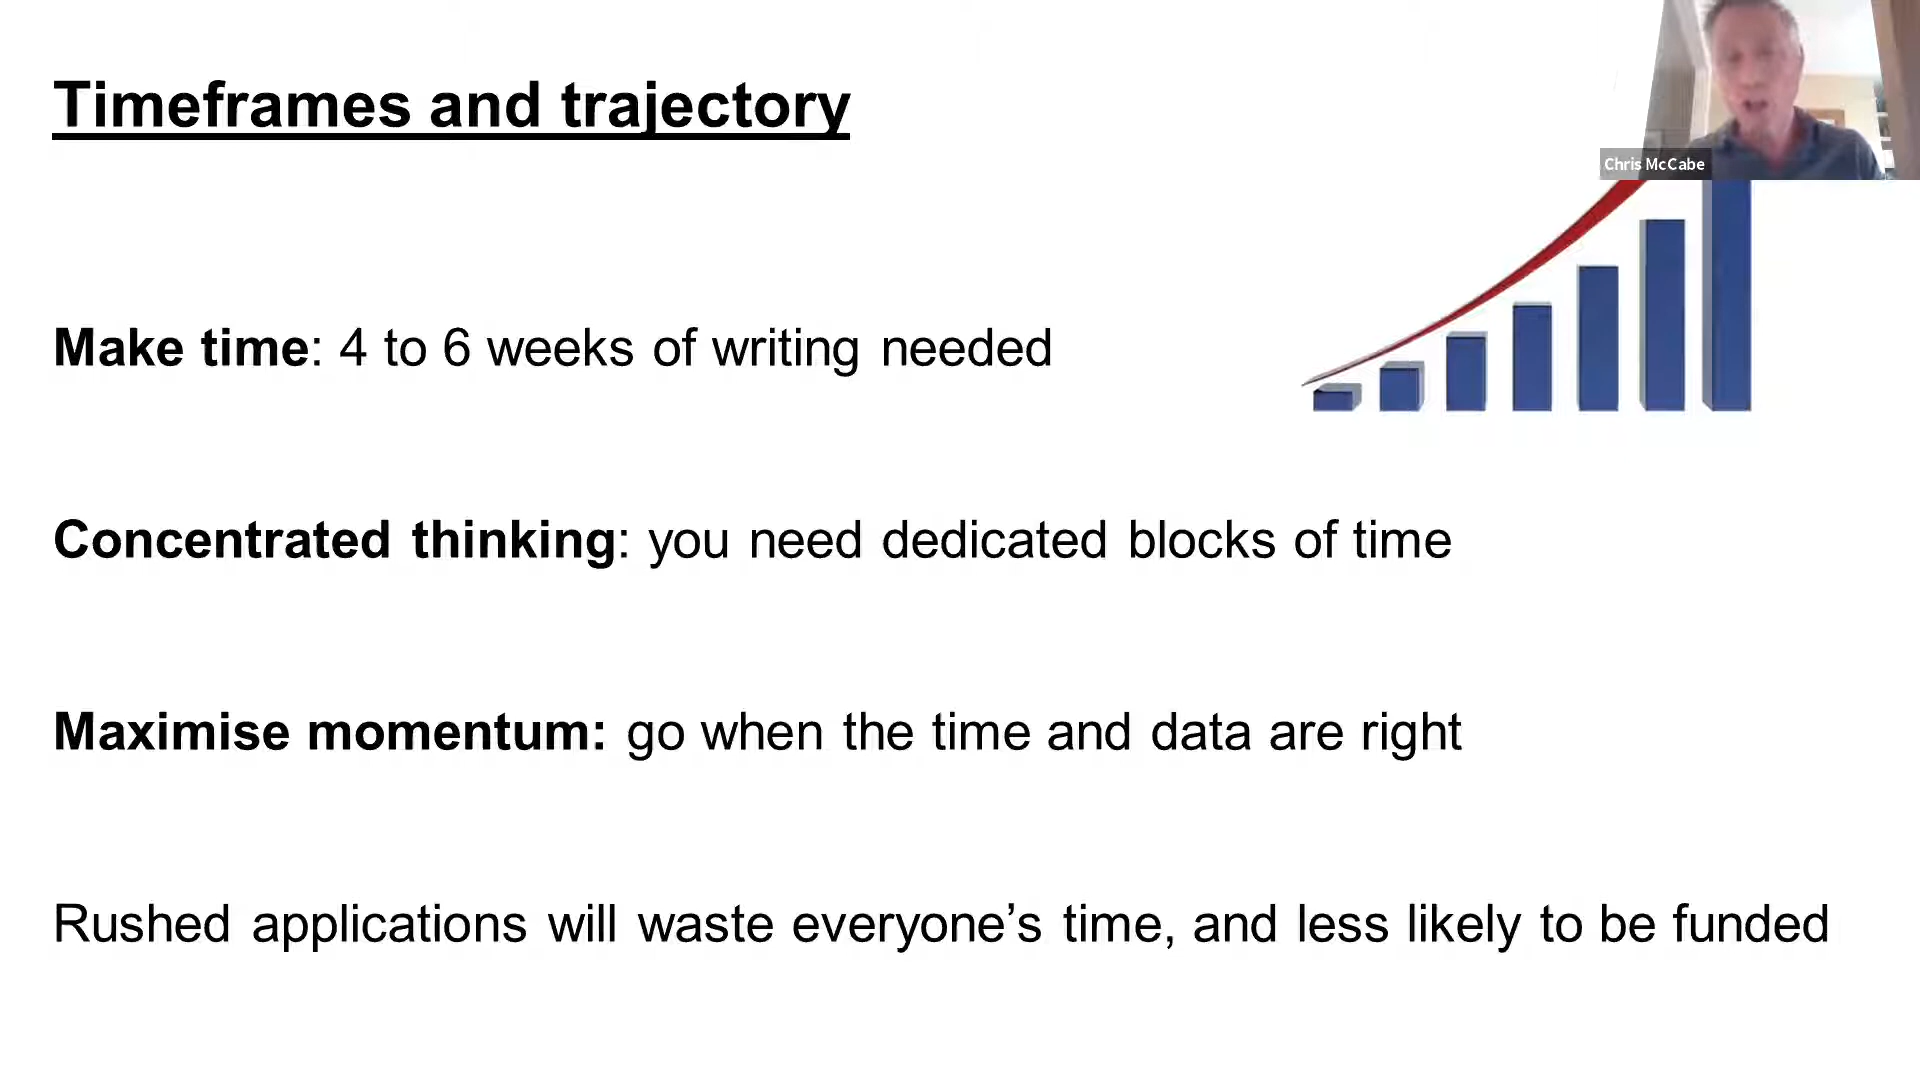 Timeframes and trajectory
Chris McCabe
Make time: 4 to 6 weeks of writing needed
Concentrated thinking: you need dedicated blocks of time
Maximise momentum: go when the time and data are right
Rushed applications will waste everyone’s time, and less likely to be funded